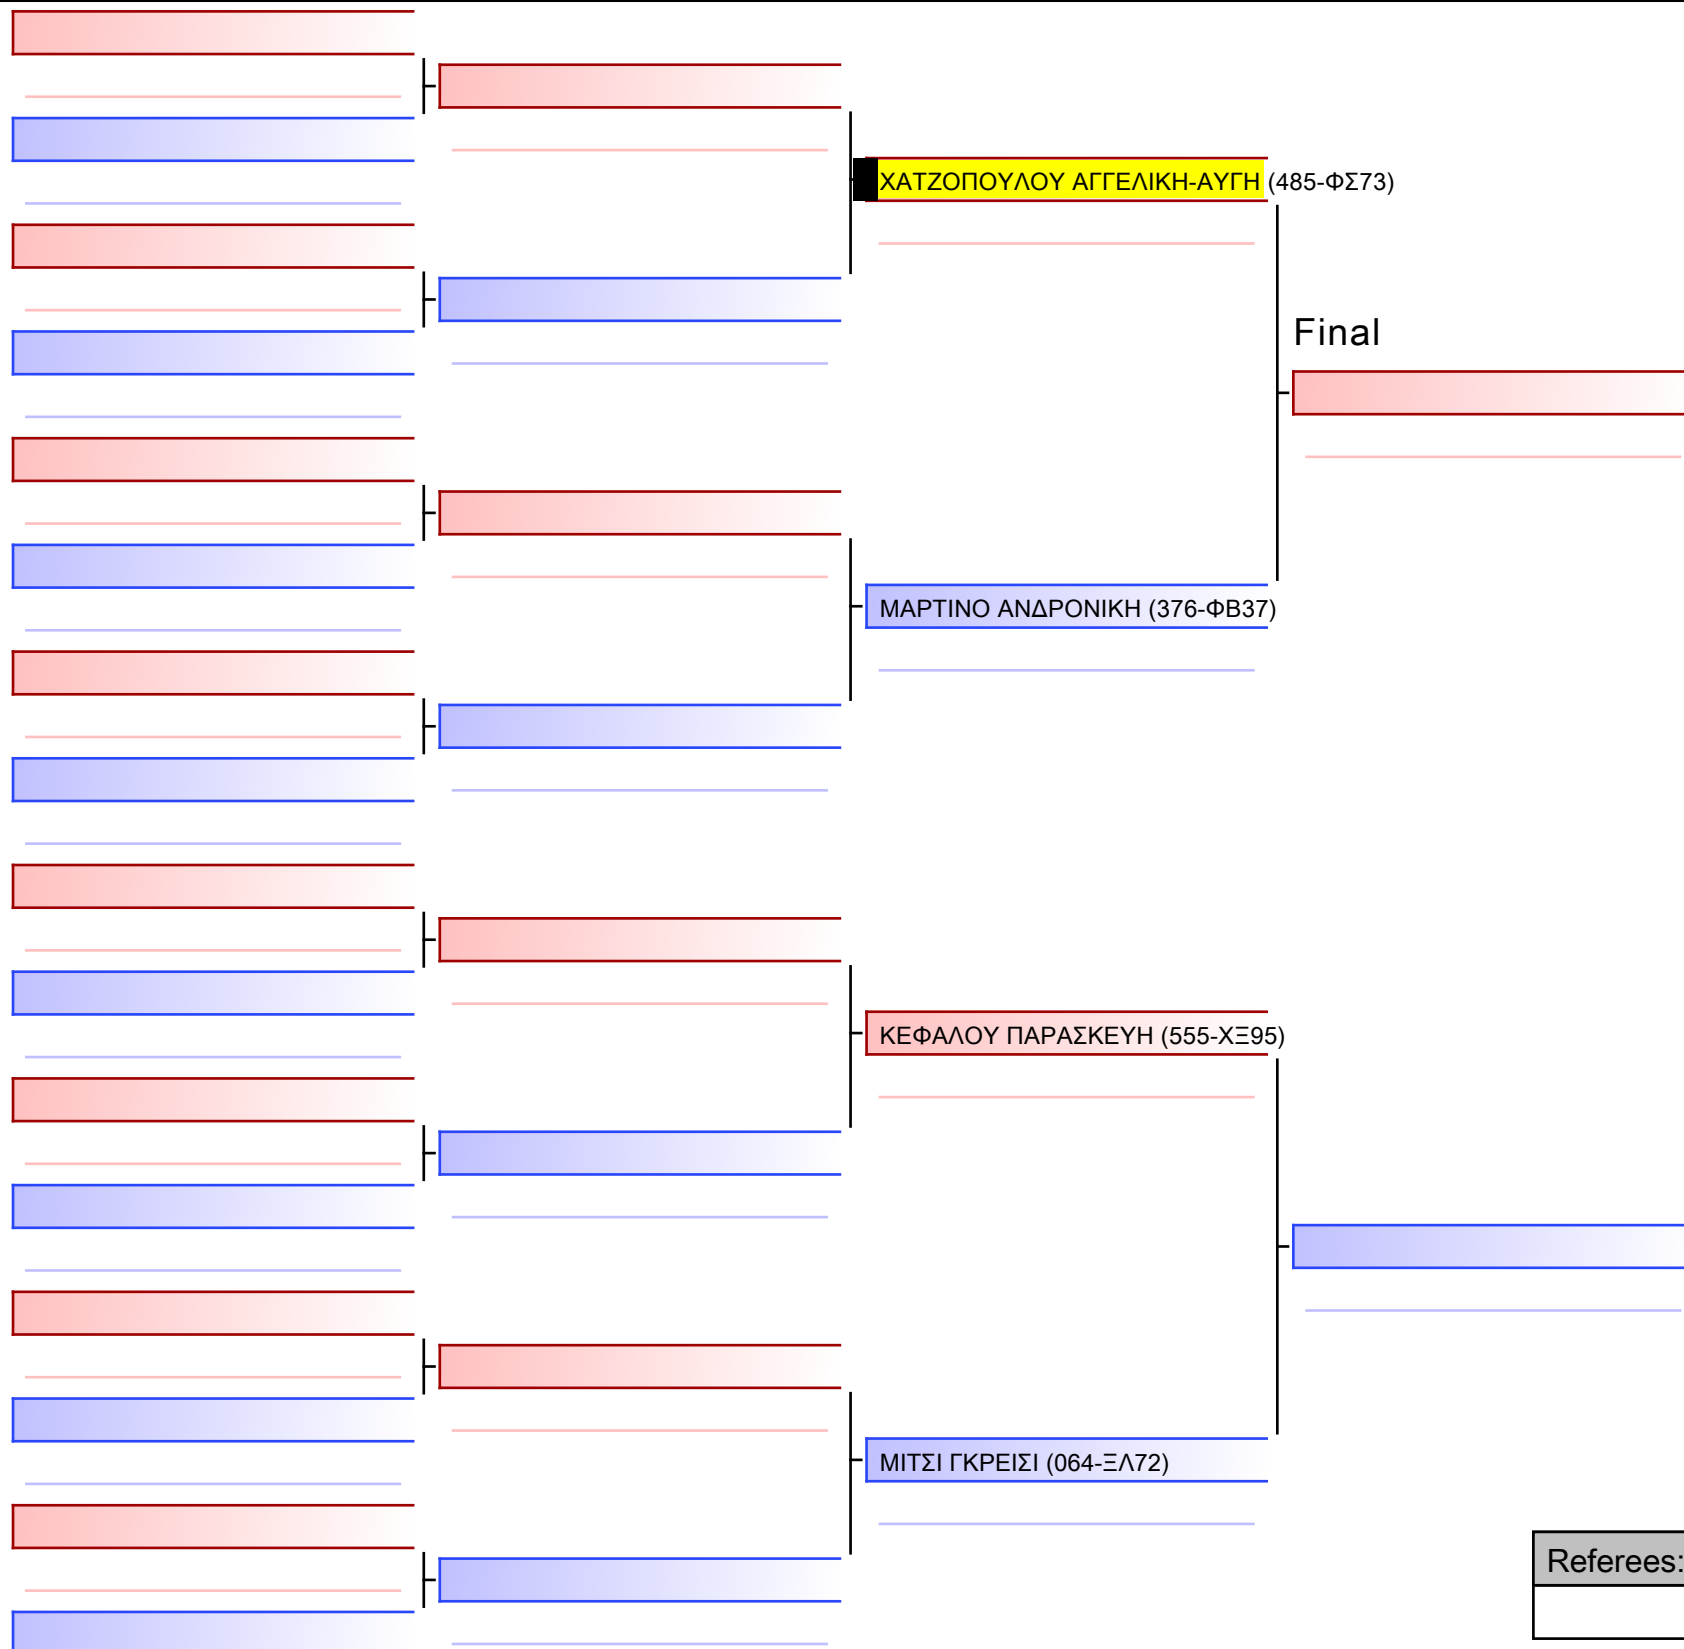 ΧΑΤΖΟΠΟΥΛΟΥ ΑΓΓΕΛΙΚΗ-ΑΥΓΗ (485-ΦΣ73)
Final
ΜΑΡΤΙΝΟ ΑΝΔΡΟΝΙΚΗ (376-ΦΒ37)
ΚΕΦΑΛΟΥ ΠΑΡΑΣΚΕΥΗ (555-ΧΞ95)
ΜΙΤΣΙ ΓΚΡΕΙΣΙ (064-ΞΛ72)
Referees: